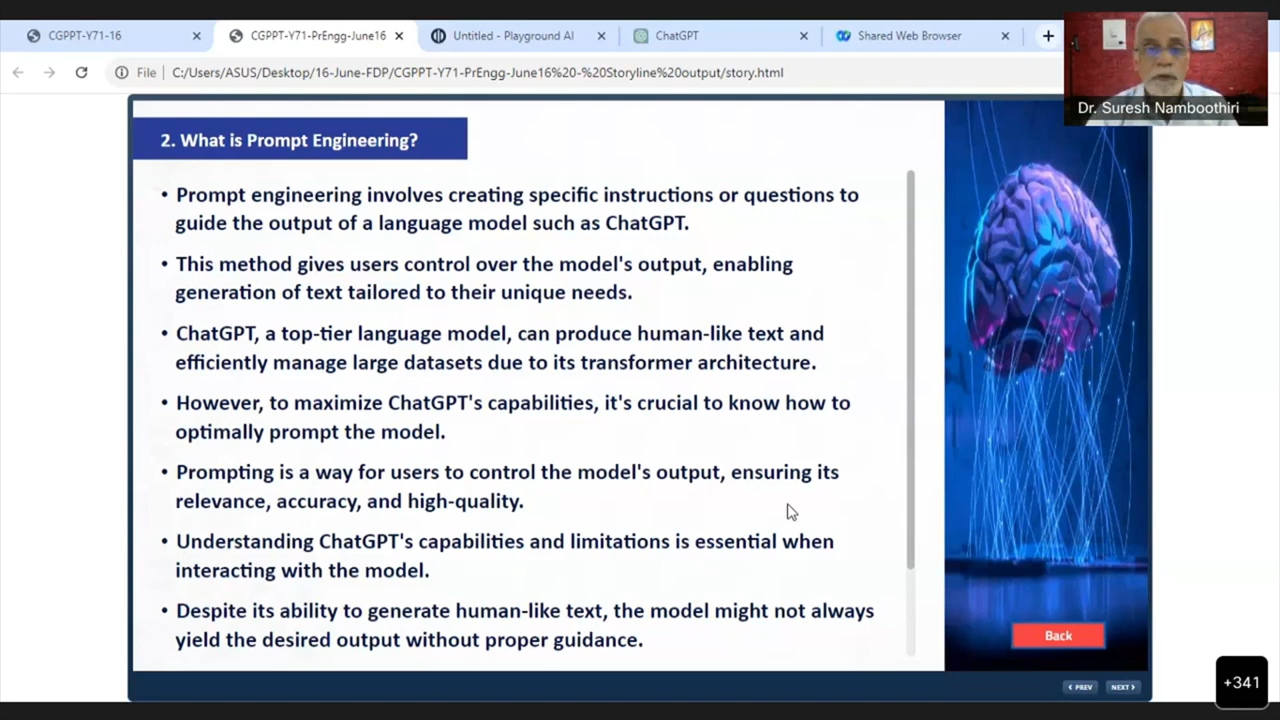 CGPPT-Y71-16
CGPPT-Y71-PrEngg-June16
Untitled - Playground AI
ChatGPT
Shared Web Browser
File
C:/Users/ASUS/Desktop/16-June-FDP/CGPPT-Y71-PrEngg-June16%20-%20Storyline%20output/story.html
Dr. Suresh Namboothiri
2. What is Prompt Engineering?
• Prompt engineering involves creating specific instructions or questions to
guide the output of a language model such as ChatGPT.
• This method gives users control over the model's output, enabling
generation of text tailored to their unique needs.
• ChatGPT, a top-tier language model, can produce human-like text and
efficiently manage large datasets due to its transformer architecture.
• However, to maximize ChatGPT's capabilities, it's crucial to know how to
optimally prompt the model.
• Prompting is a way for users to control the model's output, ensuring its
relevance, accuracy, and high-quality.
• Understanding ChatGPT's capabilities and limitations is essential when
interacting with the model.
• Despite its ability to generate human-like text, the model might not always
yield the desired output without proper guidance.
Back
PREV
NEXT
+341